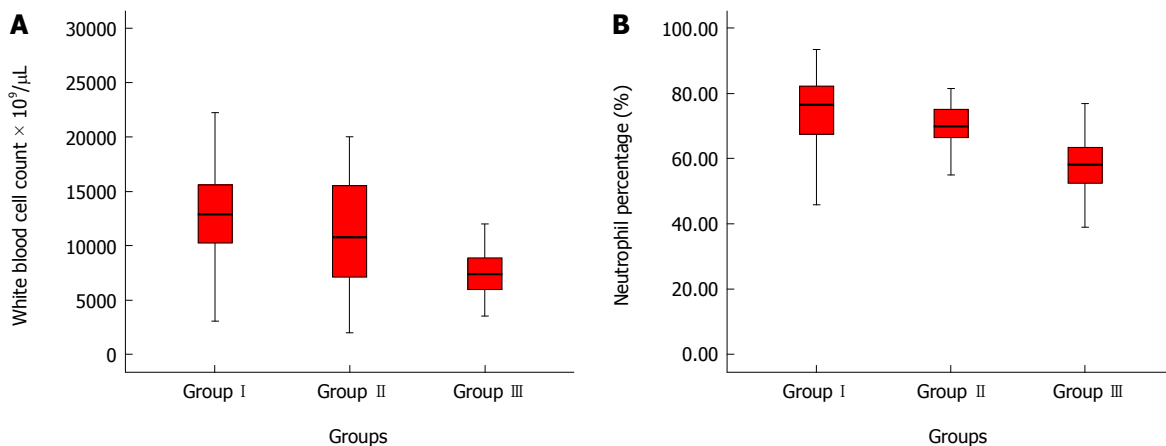 A
White blood cell count × 10⁹/μL
30000
25000
20000
15000
10000
5000
0
Group Ⅰ
Group Ⅱ
Group Ⅲ
Groups
B
Neutrophil percentage (%)
100.00
80.00
60.00
40.00
20.00
0.00
Group Ⅰ
Group Ⅱ
Group Ⅲ
Groups